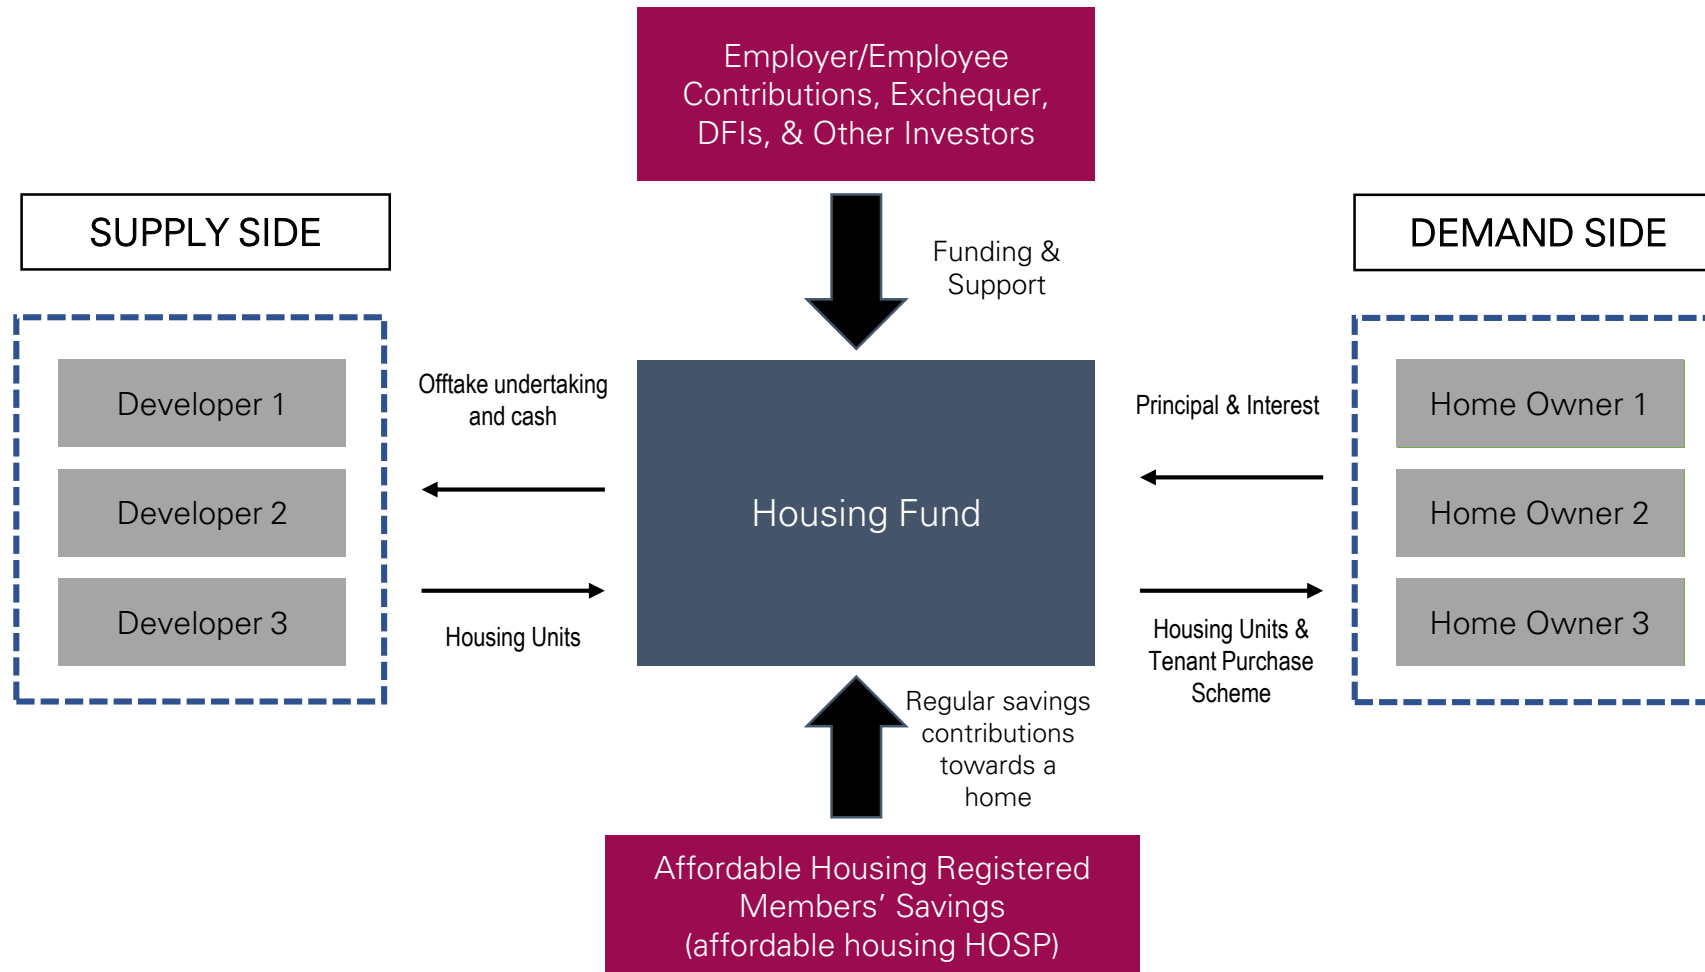 Employer/Employee
Contributions, Exchequer,
DFIs, & Other Investors
SUPPLY SIDE
DEMAND SIDE
Funding &
Support
Developer 1
Developer 2
Developer 3
Offtake undertaking
and cash
Housing Units
Housing Fund
Principal & Interest
Housing Units &
Tenant Purchase
Scheme
Home Owner 1
Home Owner 2
Home Owner 3
Regular savings
contributions
towards a
home
Affordable Housing Registered
Members’ Savings
(affordable housing HOSP)